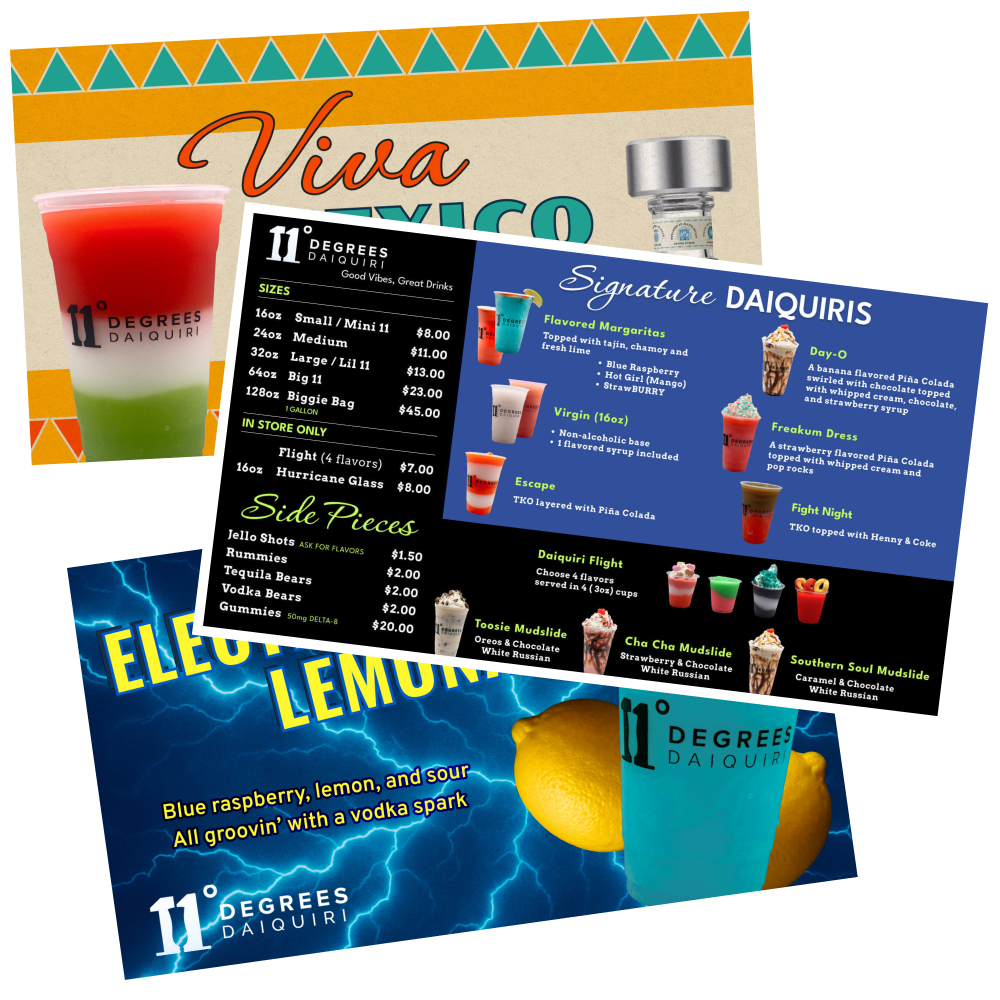 Viva
11° DEGREES
DAIQUIRI
11° DEGREES
DAIQUIRI
Good Vibes, Great Drinks
SIZES
16oz Small / Mini 11 $8.00
24oz Medium $11.00
32oz Large / Lil 11 $13.00
64oz Big 11 $23.00
128oz Biggie Bag $45.00
1 GALLON
IN STORE ONLY
Flight (4 flavors) $7.00
16oz Hurricane Glass $8.00
Side Pieces
Jello Shots ASK FOR FLAVORS $1.50
Rummies $2.00
Tequila Bears $2.00
Vodka Bears $2.00
Gummies 50mg DELTA-8 $20.00
Signature DAIQUIRIS
Flavored Margaritas
Topped with tajin, chamoy and
fresh lime
• Blue Raspberry
• Hot Girl (Mango)
• StrawBURRY
Virgin (16oz)
• Non-alcoholic base
• 1 flavored syrup included
Escape
TKO layered with Piña Colada
Day-O
A banana flavored Piña Colada
swirled with chocolate topped
with whipped cream, chocolate,
and strawberry syrup
Freakum Dress
A strawberry flavored Piña Colada
topped with whipped cream and
pop rocks
Fight Night
TKO topped with Henny & Coke
Daiquiri Flight
Choose 4 flavors
served in 4 ( 3oz) cups
Toosie Mudslide
Oreos & Chocolate
White Russian
Cha Cha Mudslide
Strawberry & Chocolate
White Russian
Southern Soul Mudslide
Caramel & Chocolate
White Russian
Blue raspberry, lemon, and sour
All groovin' with a vodka spark
11° DEGREES
DAIQUIRI
11° DEGREES
DAIQUIRI